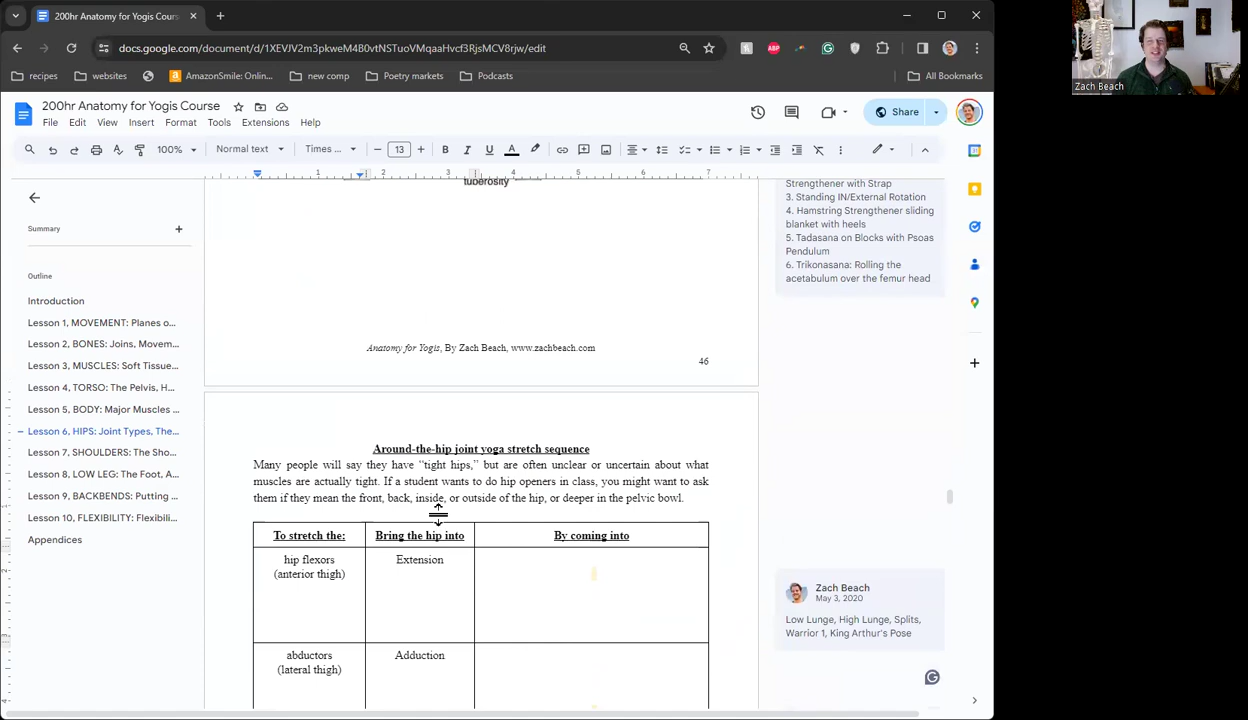 200hr Anatomy for Yogis Cours
docs.google.com/document/d/1XEVJV2m3pkweM4B0vtNSTuoVMqaaHvcf3RjsMCV8rjw/edit
ABP
recipes
websites
AmazonSmile: Onlin...
new comp
Poetry markets
Podcasts
All Bookmarks
Zach Beach
200hr Anatomy for Yogis Course
File Edit View Insert Format Tools Extensions Help
Share
100% Normal text Times ... 13 B I U A
1 2 3 4 5 6 7
tuberosity
Strengthener with Strap
3. Standing IN/External Rotation
4. Hamstring Strengthener sliding
blanket with heels
5. Tadasana on Blocks with Psoas
Pendulum
6. Trikonasana: Rolling the
acetabulum over the femur head
Summary
Outline
Introduction
Lesson 1, MOVEMENT: Planes o...
Lesson 2, BONES: Joins, Movem...
Lesson 3, MUSCLES: Soft Tissue...
Lesson 4, TORSO: The Pelvis, H...
Lesson 5, BODY: Major Muscles ...
Lesson 6, HIPS: Joint Types, The...
Lesson 7, SHOULDERS: The Sho...
Lesson 8, LOW LEG: The Foot, A...
Lesson 9, BACKBENDS: Putting ...
Lesson 10, FLEXIBILITY: Flexibili...
Appendices
Anatomy for Yogis, By Zach Beach, www.zachbeach.com
46
Around-the-hip joint yoga stretch sequence
Many people will say they have “tight hips,” but are often unclear or uncertain about what
muscles are actually tight. If a student wants to do hip openers in class, you might want to ask
them if they mean the front, back, inside, or outside of the hip, or deeper in the pelvic bowl.
To stretch the: Bring the hip into By coming into
hip flexors Extension
(anterior thigh)
abductors Adduction
(lateral thigh)
Zach Beach
May 3, 2020
Low Lunge, High Lunge, Splits,
Warrior 1, King Arthur's Pose